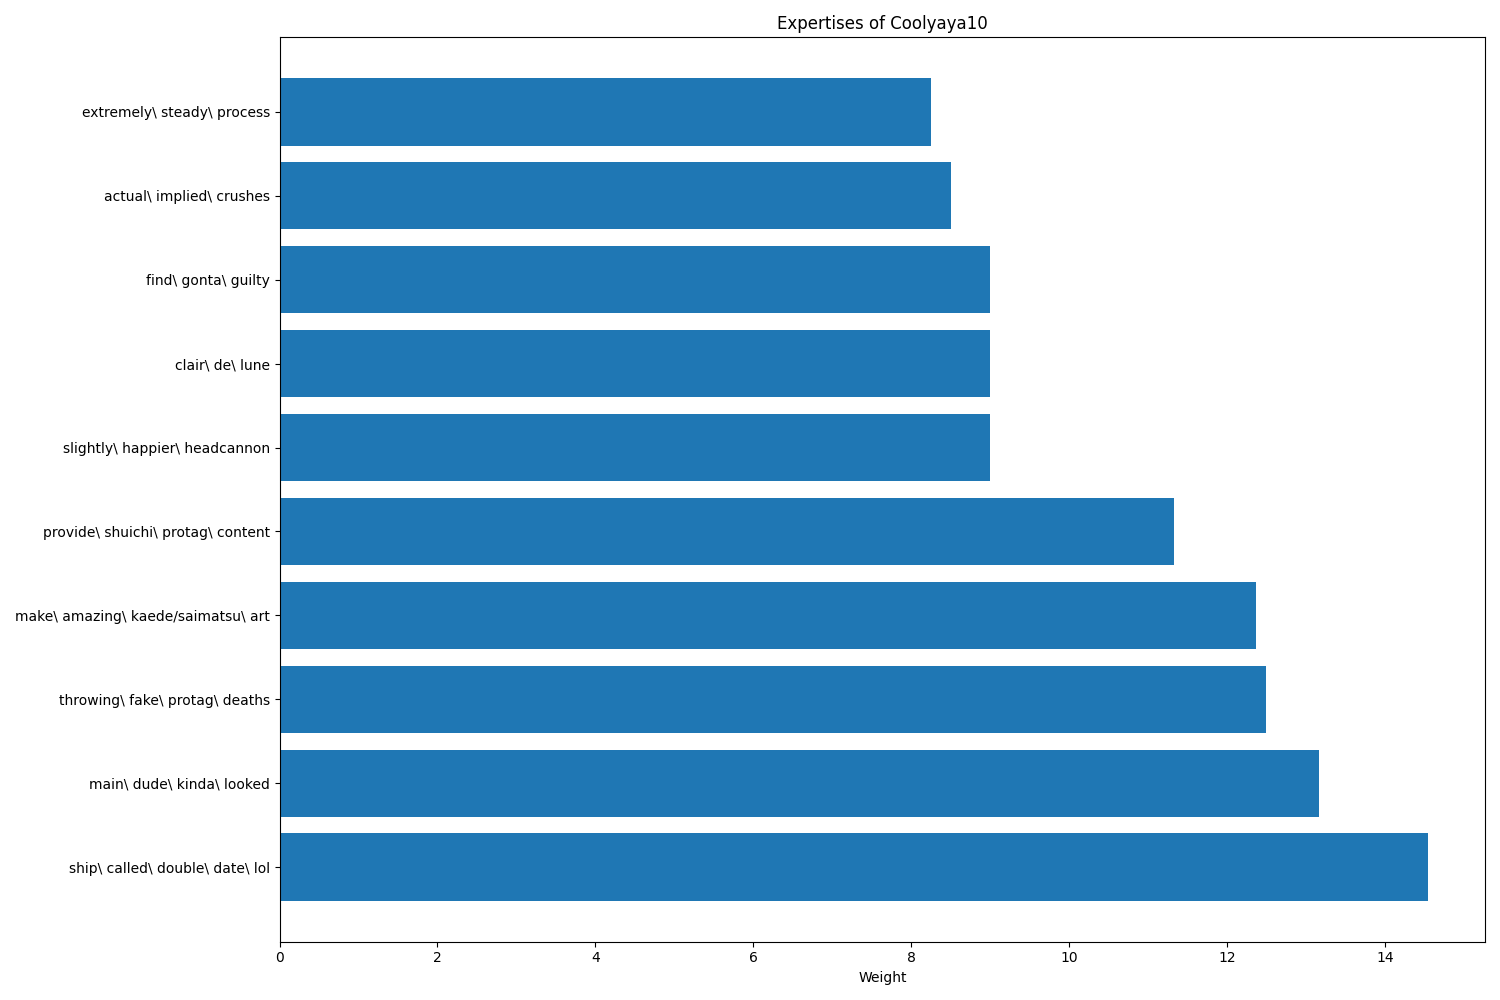 Expertises of Coolyaya10
extremely\ steady\ process
actual\ implied\ crushes
find\ gonta\ guilty
clair\ de\ lune
slightly\ happier\ headcannon
provide\ shuichi\ protag\ content
make\ amazing\ kaede/saimatsu\ art
throwing\ fake\ protag\ deaths
main\ dude\ kinda\ looked
ship\ called\ double\ date\ lol
0 2 4 6 8 10 12 14
Weight